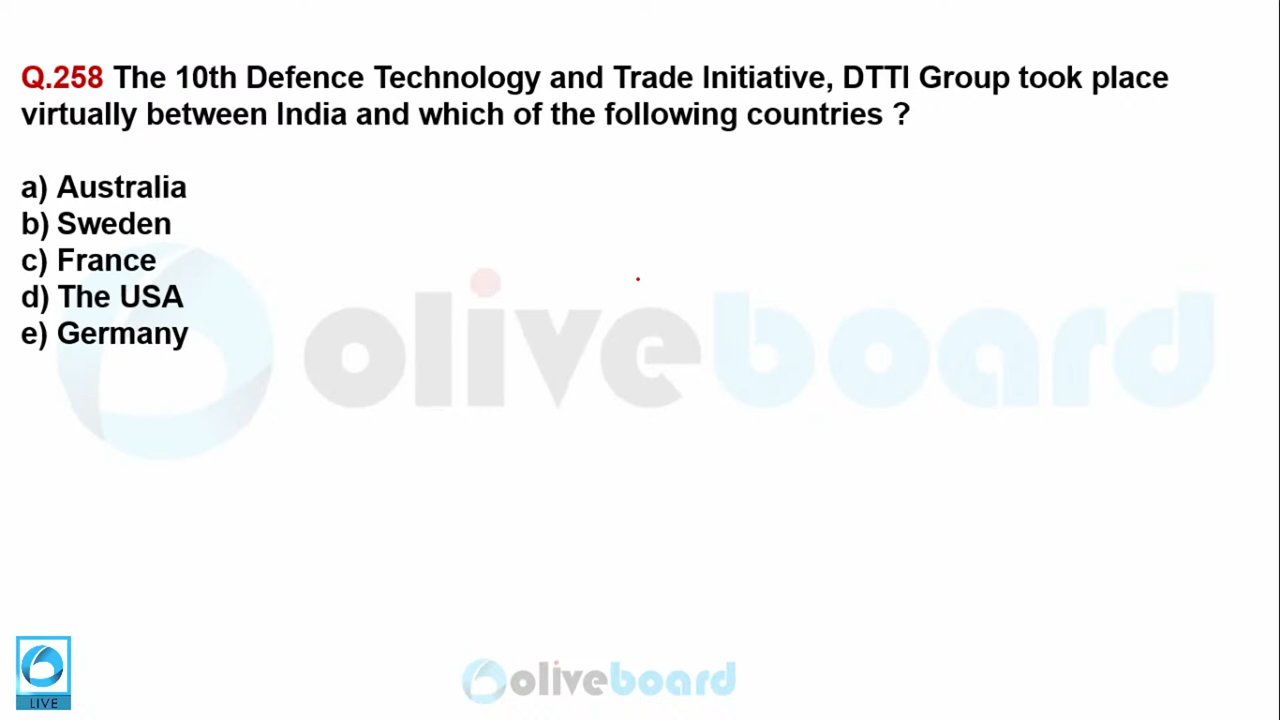 Q.258 The 10th Defence Technology and Trade Initiative, DTTI Group took place
virtually between India and which of the following countries ?
a) Australia
b) Sweden
c) France
d) The USA
e) Germany
oliveboard
LIVE
oliveboard